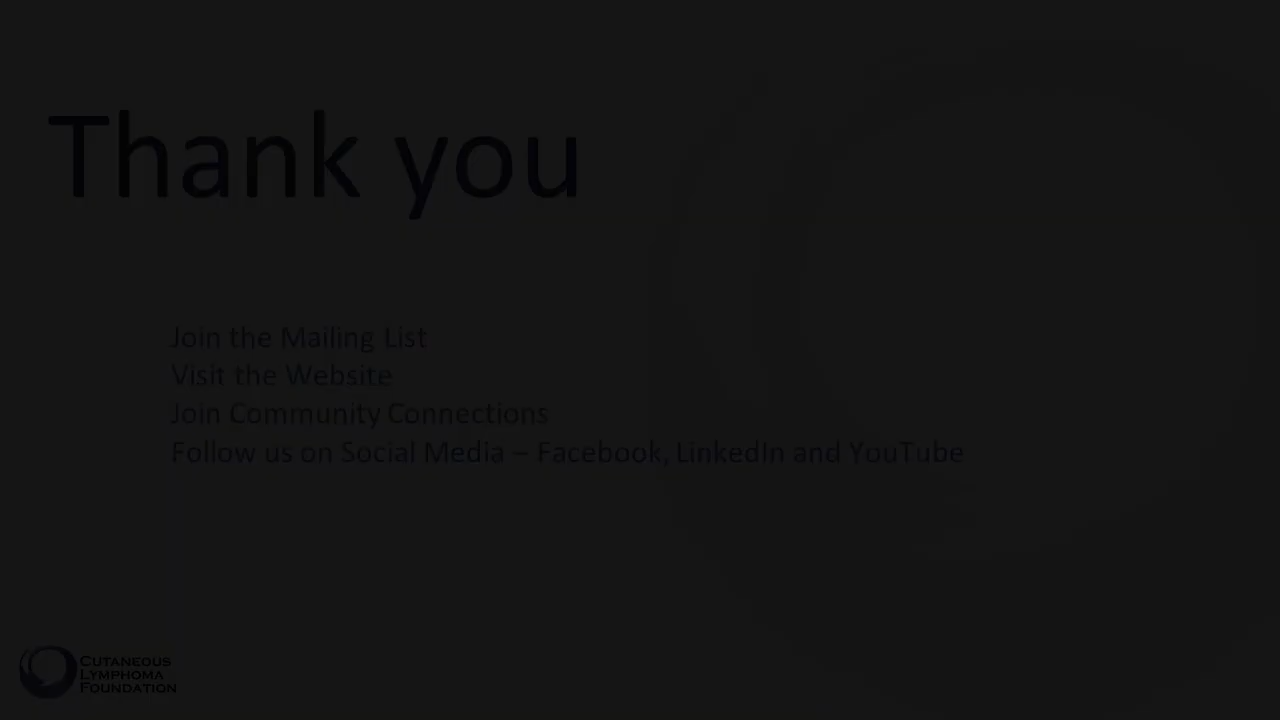 Thank you
Join the Mailing List
Visit the Website
Join Community Connections
Follow us on Social Media – Facebook, LinkedIn and YouTube
CUTANEOUS
LYMPHOMA
FOUNDATION